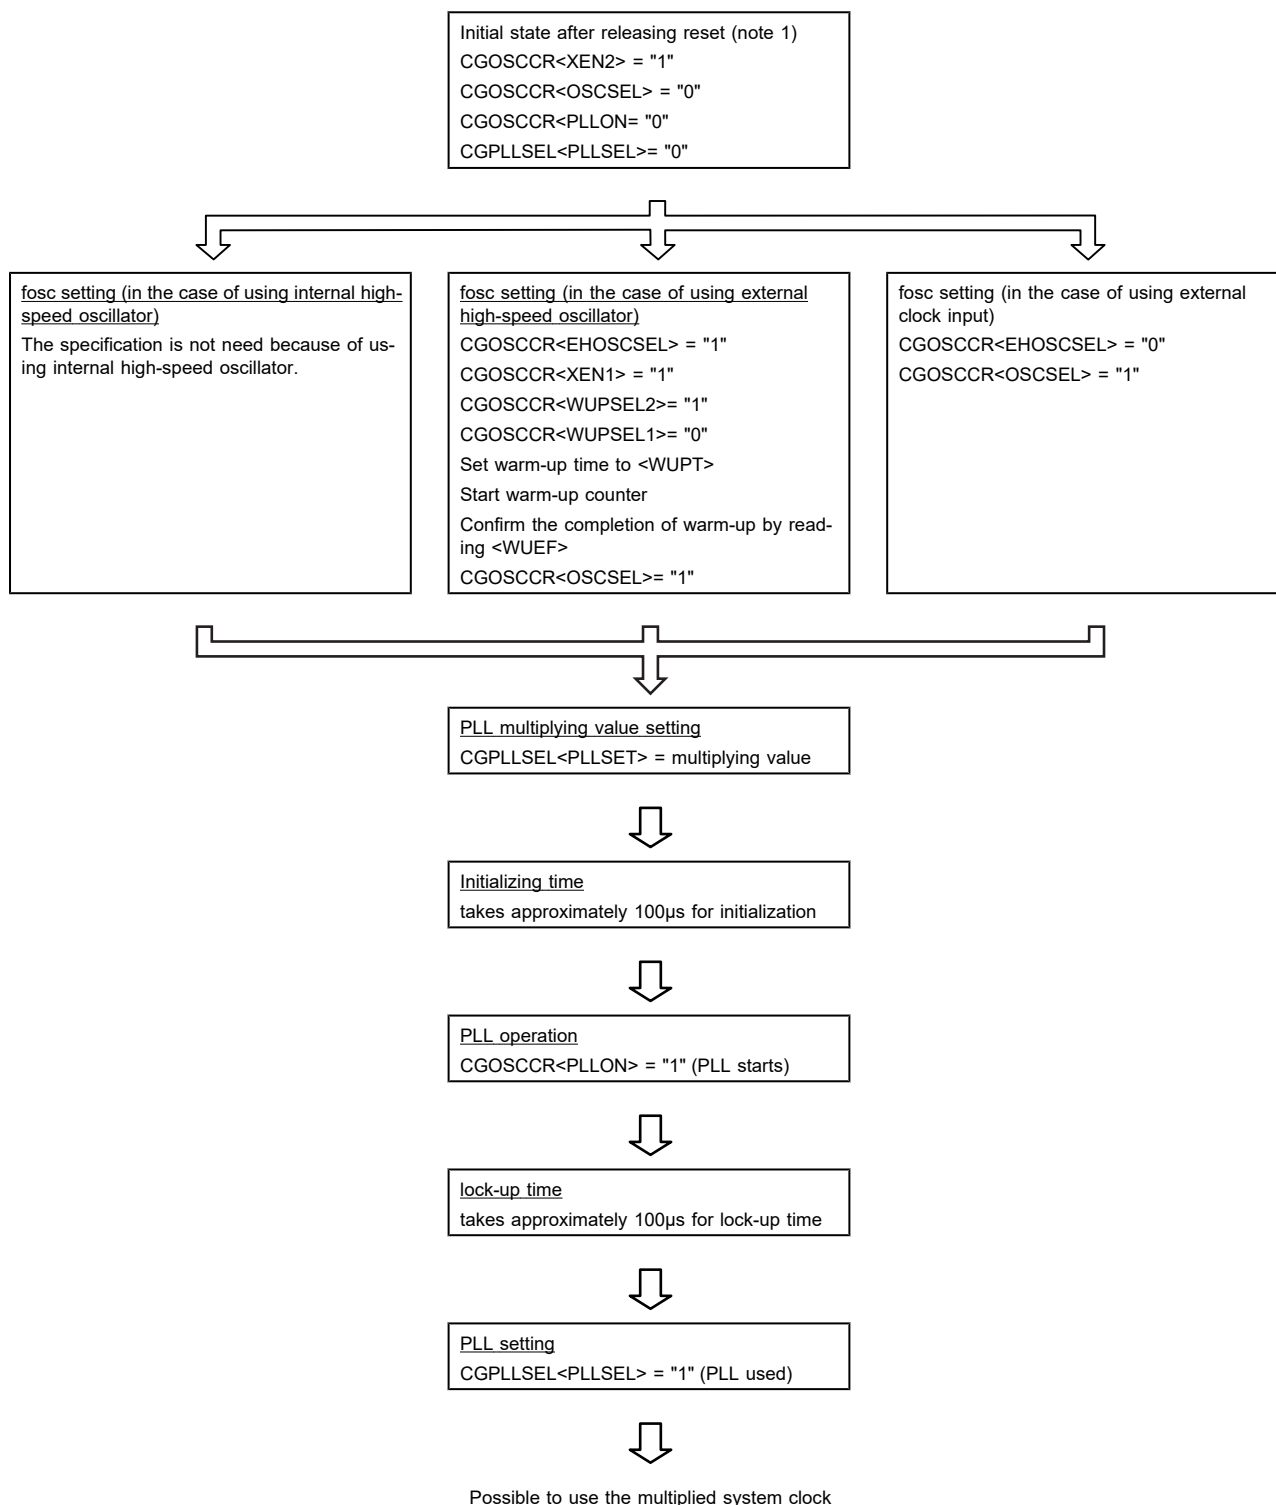 Initial state after releasing reset (note 1)
CGOSCCR<XEN2> = "1"
CGOSCCR<OSCSEL> = "0"
CGOSCCR<PLLON= "0"
CGPLLSEL<PLLSEL>= "0"
fosc setting (in the case of using internal high-
speed oscillator)
The specification is not need because of us-
ing internal high-speed oscillator.
fosc setting (in the case of using external
high-speed oscillator)
CGOSCCR<EHOSCSEL> = "1"
CGOSCCR<XEN1> = "1"
CGOSCCR<WUPSEL2>= "1"
CGOSCCR<WUPSEL1>= "0"
Set warm-up time to <WUPT>
Start warm-up counter
Confirm the completion of warm-up by read-
ing <WUEF>
CGOSCCR<OSCSEL>= "1"
fosc setting (in the case of using external
clock input)
CGOSCCR<EHOSCSEL> = "0"
CGOSCCR<OSCSEL> = "1"
PLL multiplying value setting
CGPLLSEL<PLLSET> = multiplying value
Initializing time
takes approximately 100μs for initialization
PLL operation
CGOSCCR<PLLON> = "1" (PLL starts)
lock-up time
takes approximately 100μs for lock-up time
PLL setting
CGPLLSEL<PLLSEL> = "1" (PLL used)
Possible to use the multiplied system clock